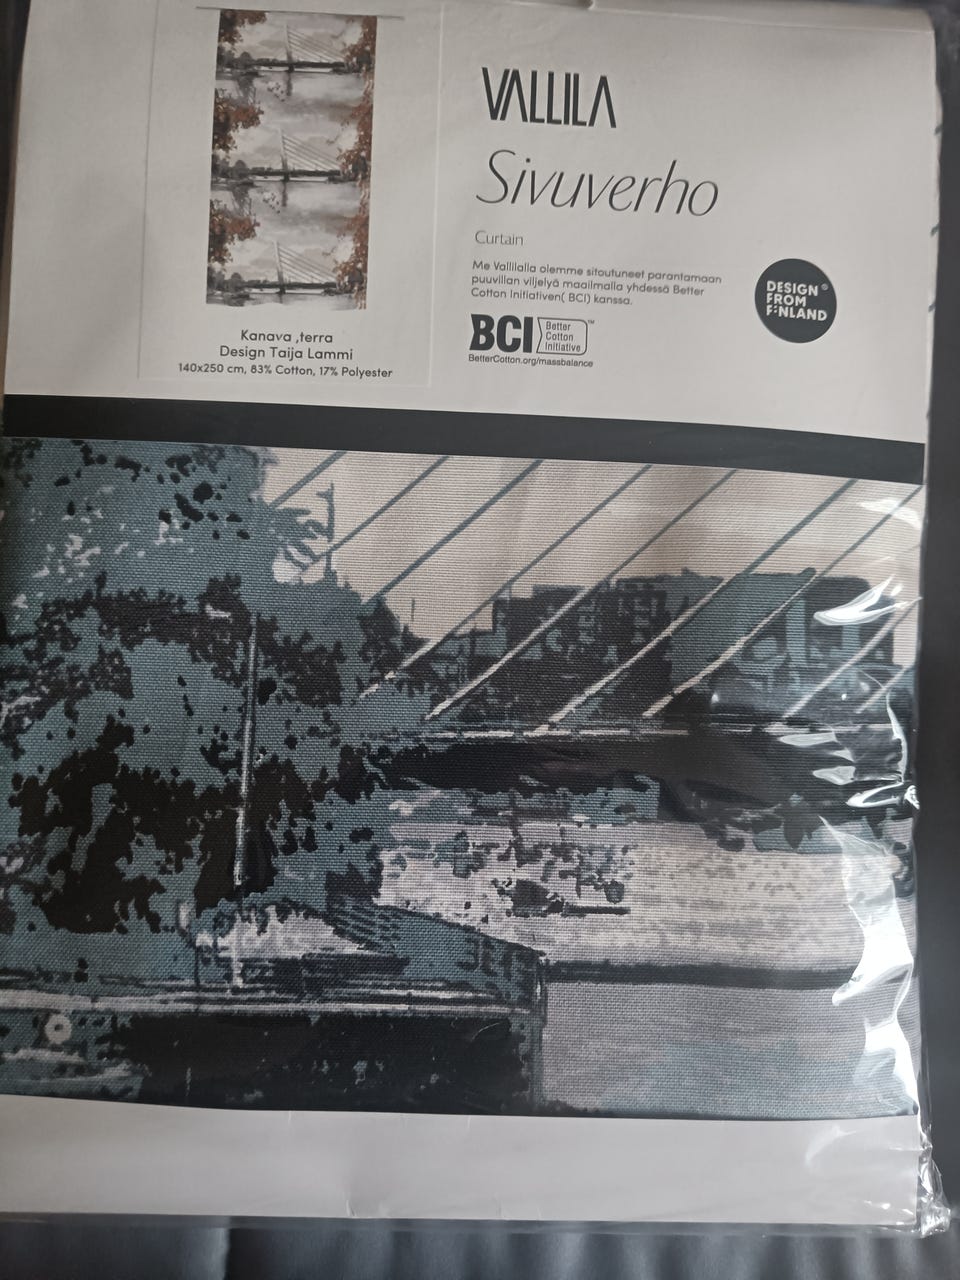 VALLILA
Sivuverho
Curtain
Me Vallilalla olemme sitoutuneet parantamaan
puuvillan viljelyä maailmalla yhdessä Better
Cotton Initiativen( BCI) kanssa.
BCI Better
Cotton
Initiative™
BetterCotton.org/massbalance
DESIGN®
FROM
FINLAND
Kanava ,terra
Design Taija Lammi
140x250 cm, 83% Cotton, 17% Polyester